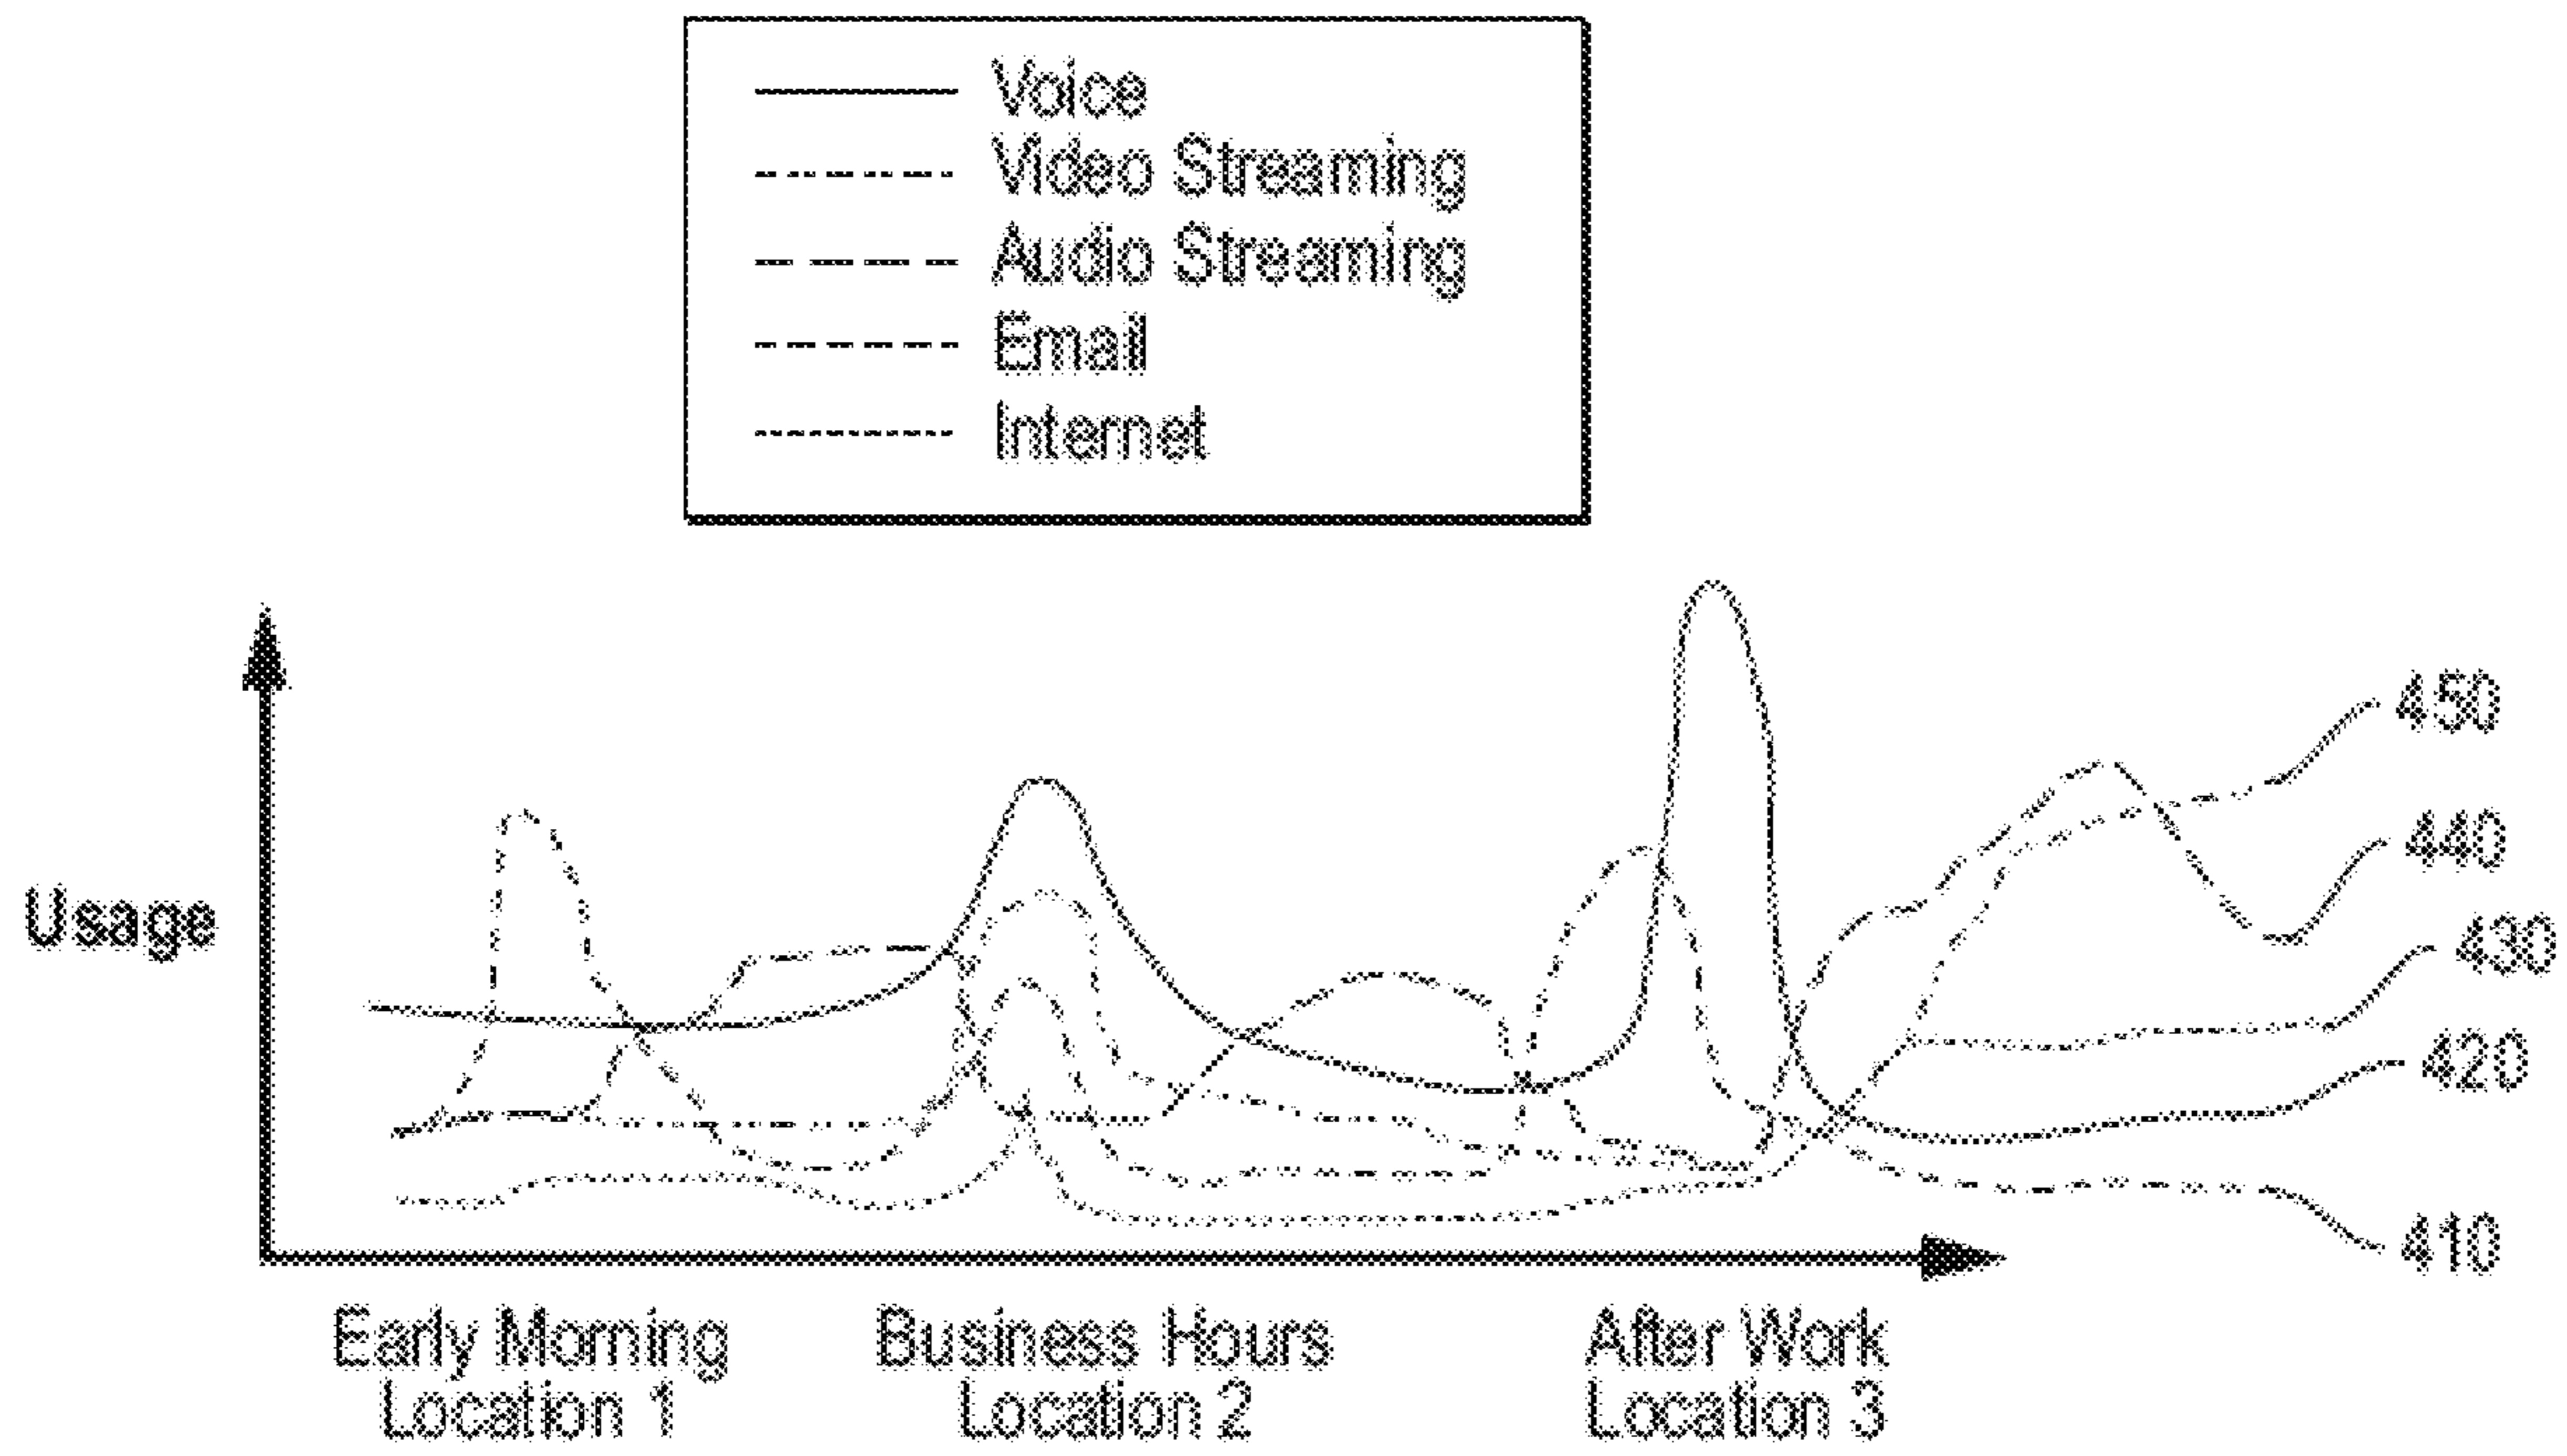 Voice
Video Streaming
Audio Streaming
Email
Internet
Usage
450
440
430
420
410
Early Morning
Location 1
Business Hours
Location 2
After Work
Location 3